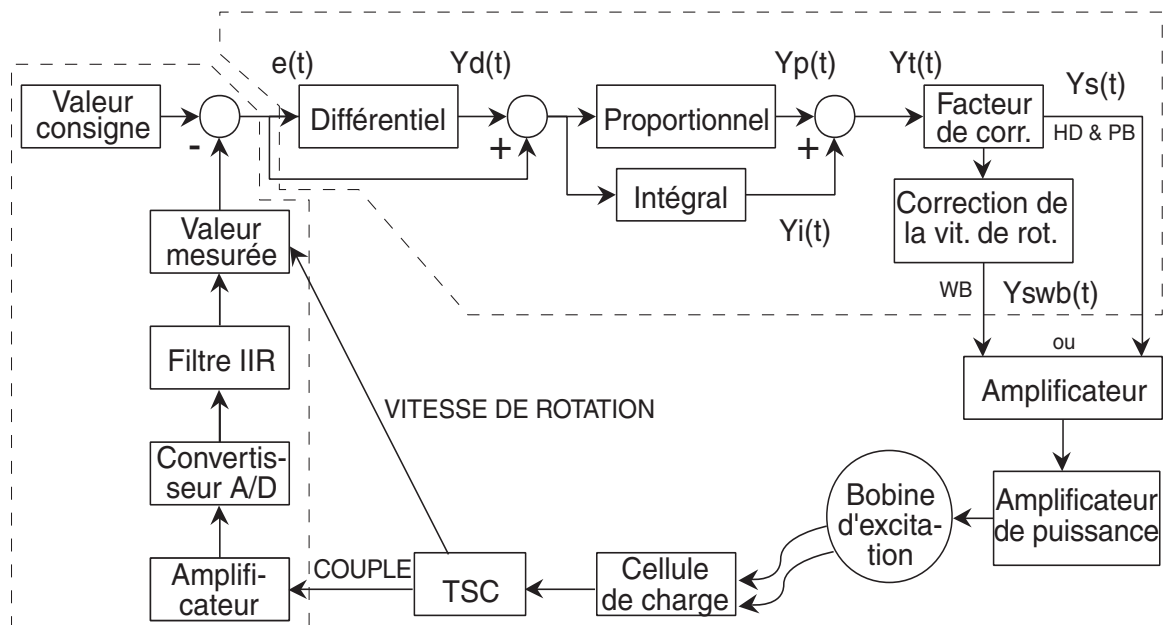 e(t)
Yd(t)
Yp(t)
Yt(t)
Ys(t)
Valeur
consigne
-
Différentiel
+
Proportionnel
+
Facteur
de corr.
HD & PB
Intégral
Yi(t)
Correction de
la vit. de rot.
WB
Yswb(t)
ou
Valeur
mesurée
Filtre IIR
VITESSE DE ROTATION
Amplificateur
Convertis-
seur A/D
Bobine
d'excita-
tion
Amplificateur
de puissance
Amplifi-
cateur
COUPLE
TSC
Cellule
de charge